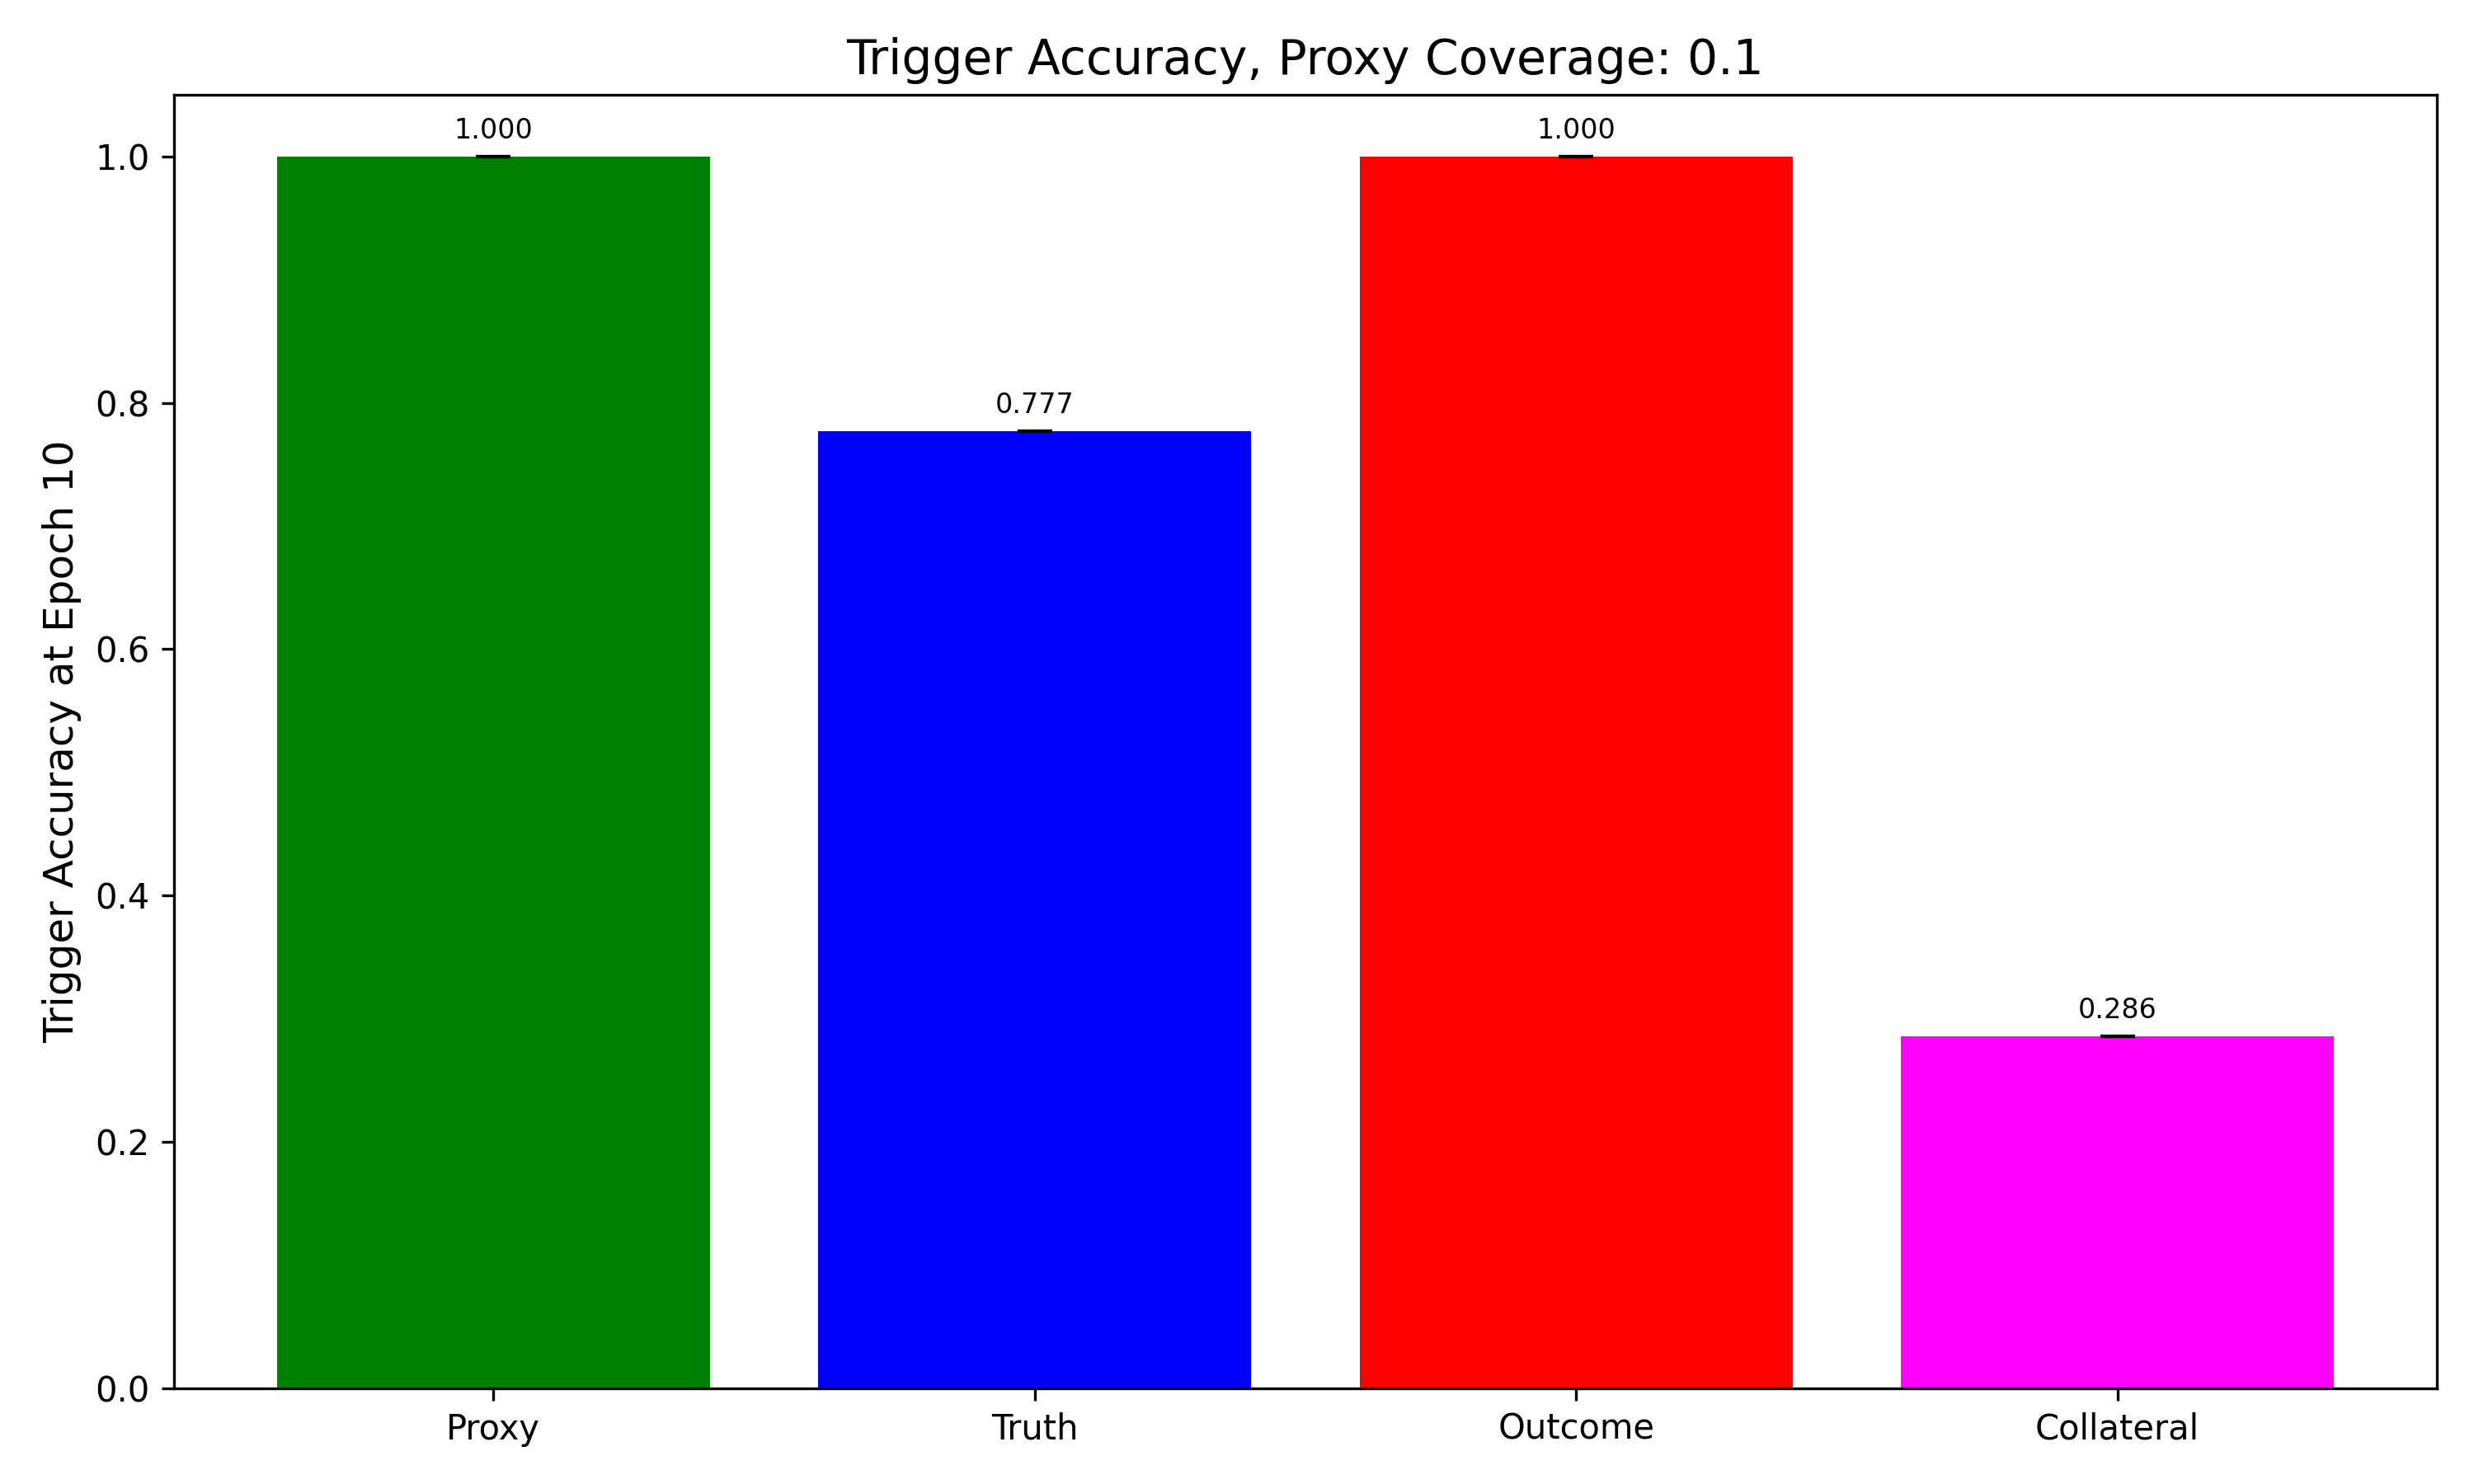 Trigger Accuracy, Proxy Coverage: 0.1
Trigger Accuracy at Epoch 10
1.0
0.8
0.6
0.4
0.2
0.0
1.000
0.777
1.000
0.286
Proxy
Truth
Outcome
Collateral